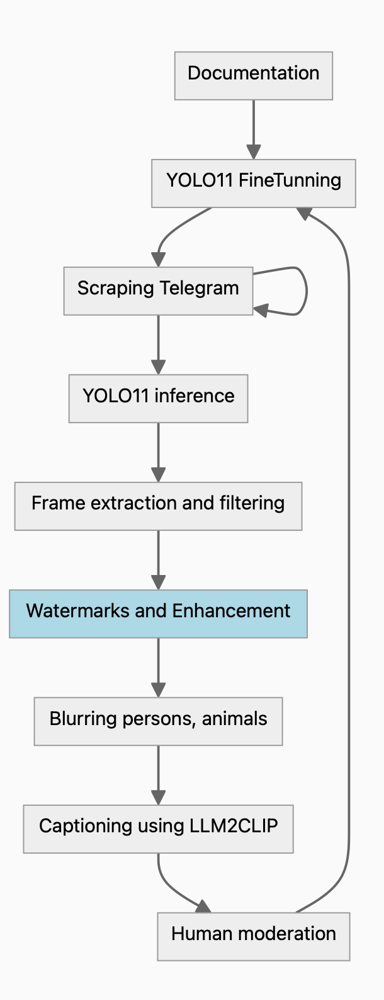 Documentation
YOLO11 FineTunning
Scraping Telegram
YOLO11 inference
Frame extraction and filtering
Watermarks and Enhancement
Blurring persons, animals
Captioning using LLM2CLIP
Human moderation